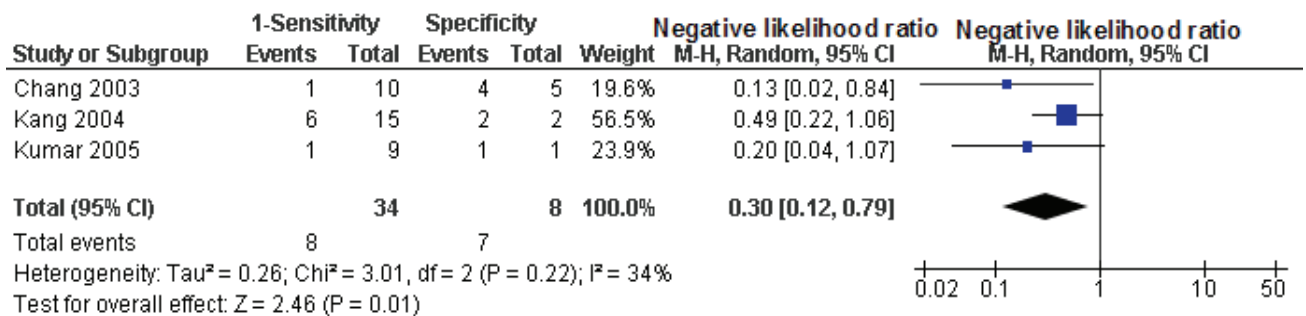 1-Sensitivity Specificity Negative likelihood ratio Negative likelihood ratio
Study or Subgroup Events Total Events Total Weight M-H, Random, 95% CI M-H, Random, 95% CI
Chang 2003 1 10 4 5 19.6% 0.13 [0.02, 0.84]
Kang 2004 6 15 2 2 56.5% 0.49 [0.22, 1.06]
Kumar 2005 1 9 1 1 23.9% 0.20 [0.04, 1.07]
Total (95% CI) 34 8 100.0% 0.30 [0.12, 0.79]
Total events 8 7
Heterogeneity: Tau² = 0.26; Chi² = 3.01, df = 2 (P = 0.22); I² = 34%
Test for overall effect: Z = 2.46 (P = 0.01)
0.02 0.1 1 10 50